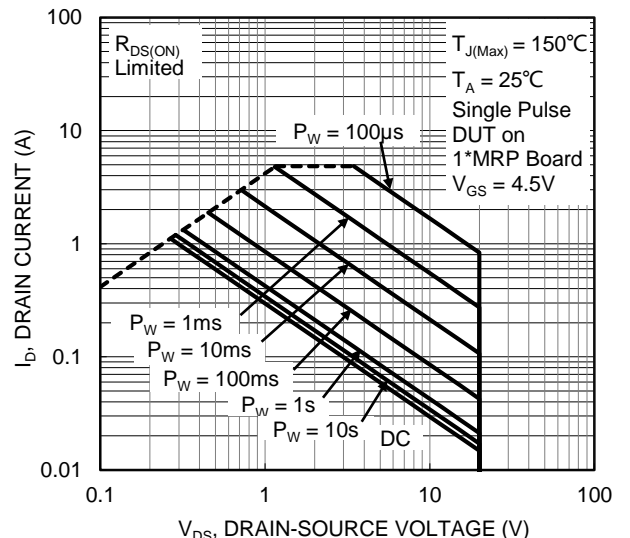 100
10
1
0.1
0.01
0.1
1
10
100
I_D, DRAIN CURRENT (A)
V_DS, DRAIN-SOURCE VOLTAGE (V)
R_DS(ON)
Limited
T_J(Max) = 150℃
T_A = 25℃
Single Pulse
DUT on
1*MRP Board
V_GS = 4.5V
P_W = 100µs
P_W = 1ms
P_W = 10ms
P_W = 100ms
P_W = 1s
P_W = 10s
DC